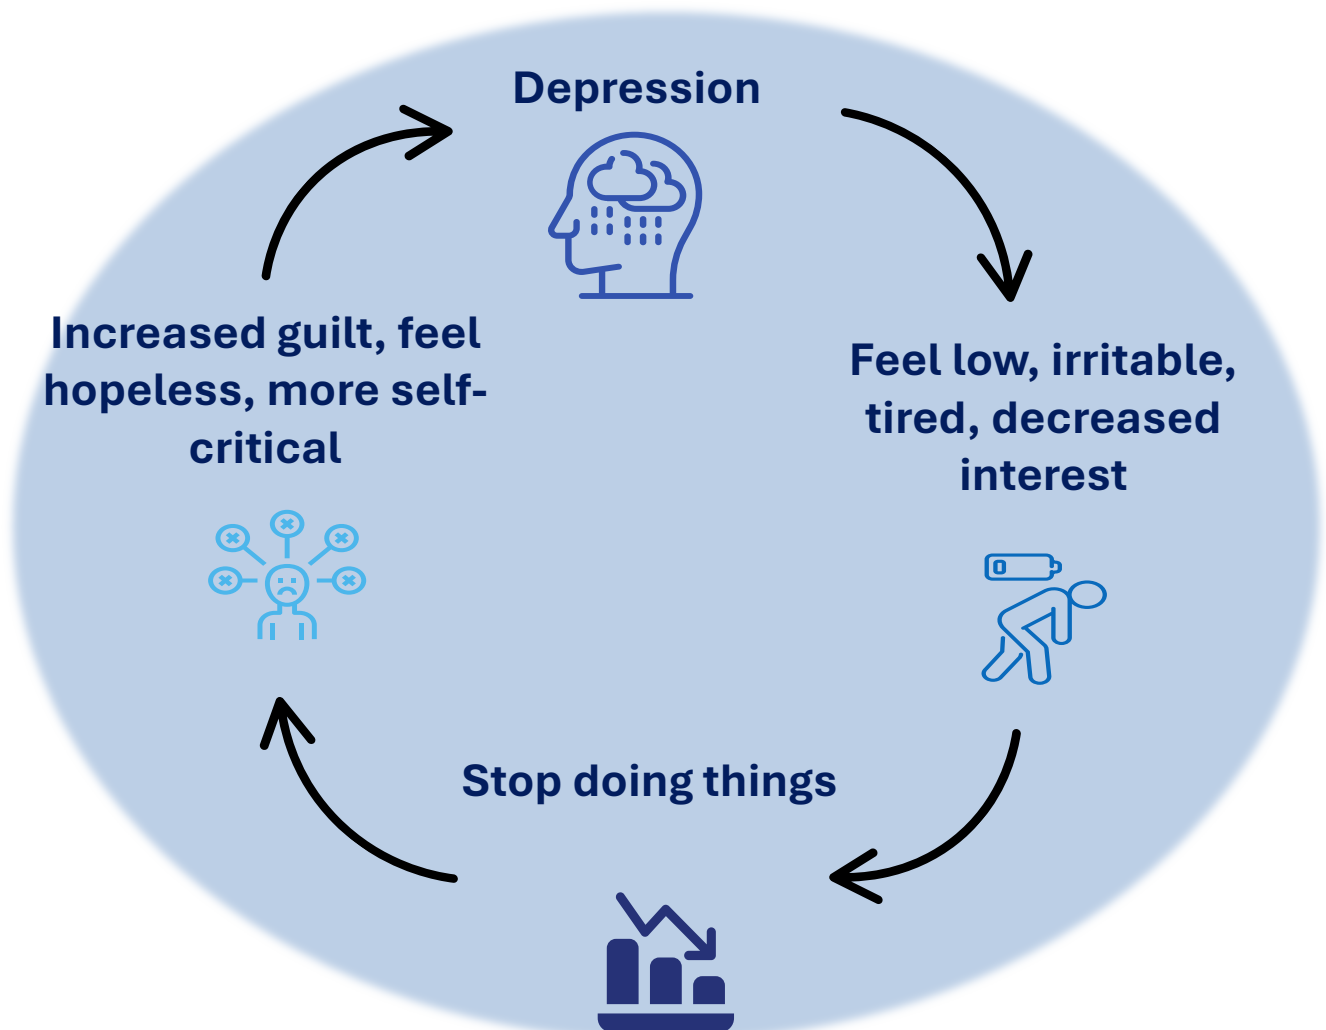 Depression
Feel low, irritable,
tired, decreased
interest
Stop doing things
Increased guilt, feel
hopeless, more self-
critical